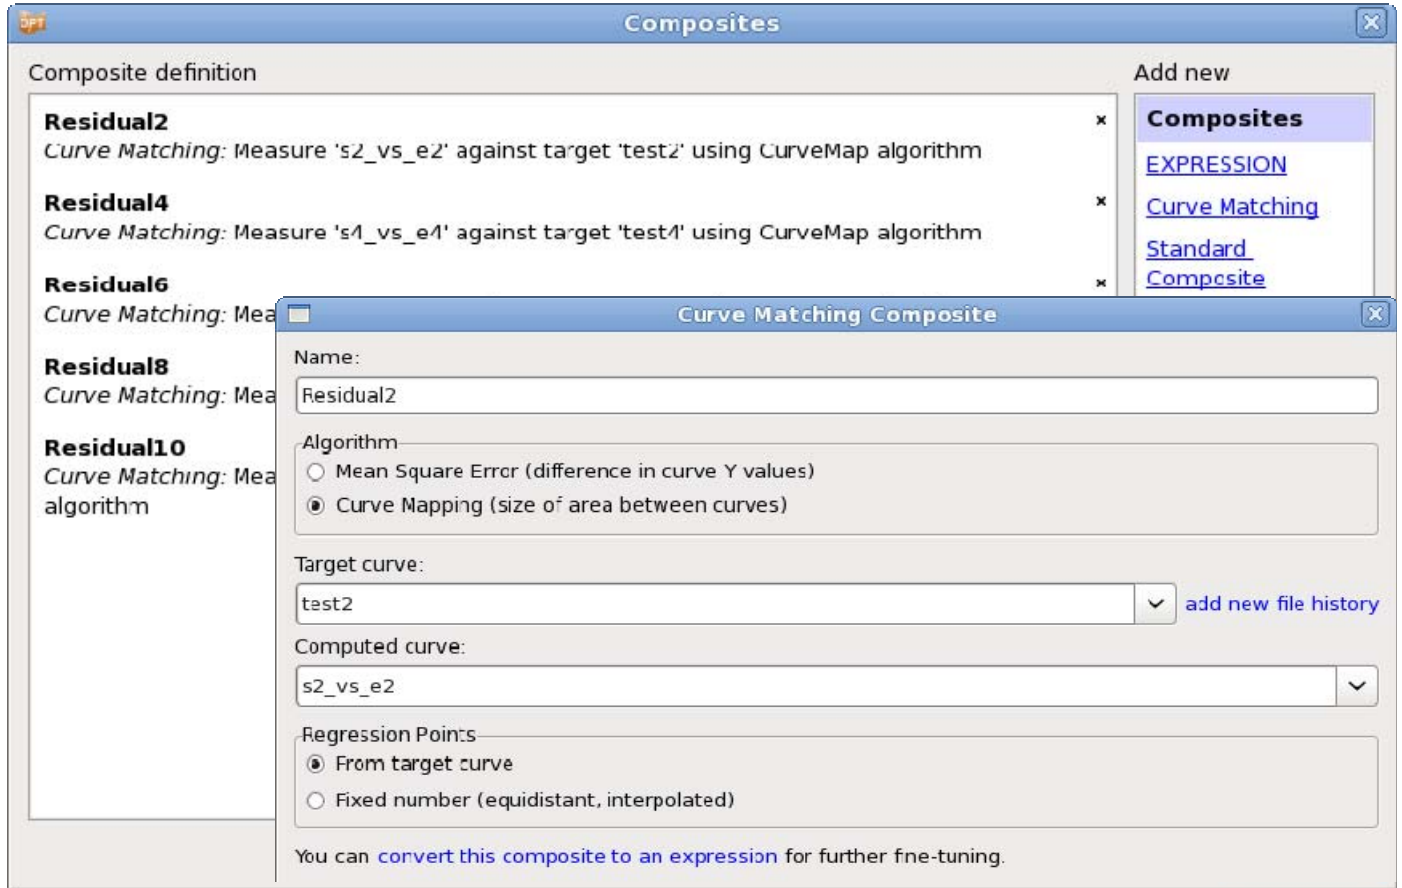 OPT
Composites
Composite definition
Add new
Residual2
Curve Matching: Measure 's2_vs_e2' against target 'test2' using CurveMap algorithm
Residual4
Curve Matching: Measure 's4_vs_e4' against target 'test4' using CurveMap algorithm
Residual6
Curve Matching: Mea
Residual8
Curve Matching: Mea
Residual10
Curve Matching: Mea
algorithm
Composites
EXPRESSION
Curve Matching
Standard
Composite
Curve Matching Composite
Name:
Residual2
Algorithm
Mean Square Error (difference in curve Y values)
Curve Mapping (size of area between curves)
Target curve:
test2
add new file history
Computed curve:
s2_vs_e2
Regression Points
From target curve
Fixed number (equidistant, interpolated)
You can convert this composite to an expression for further fine-tuning.